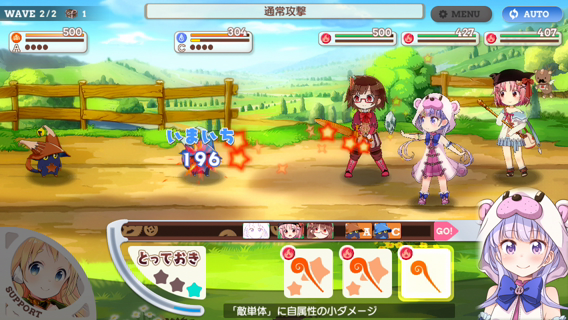 WAVE 2/2 1
通常攻撃
MENU
AUTO
500
A
304
C
500
427
407
いまいち
196
A C GO!
とっておき
SUPPORT
「敵単体」に自属性の小ダメージ